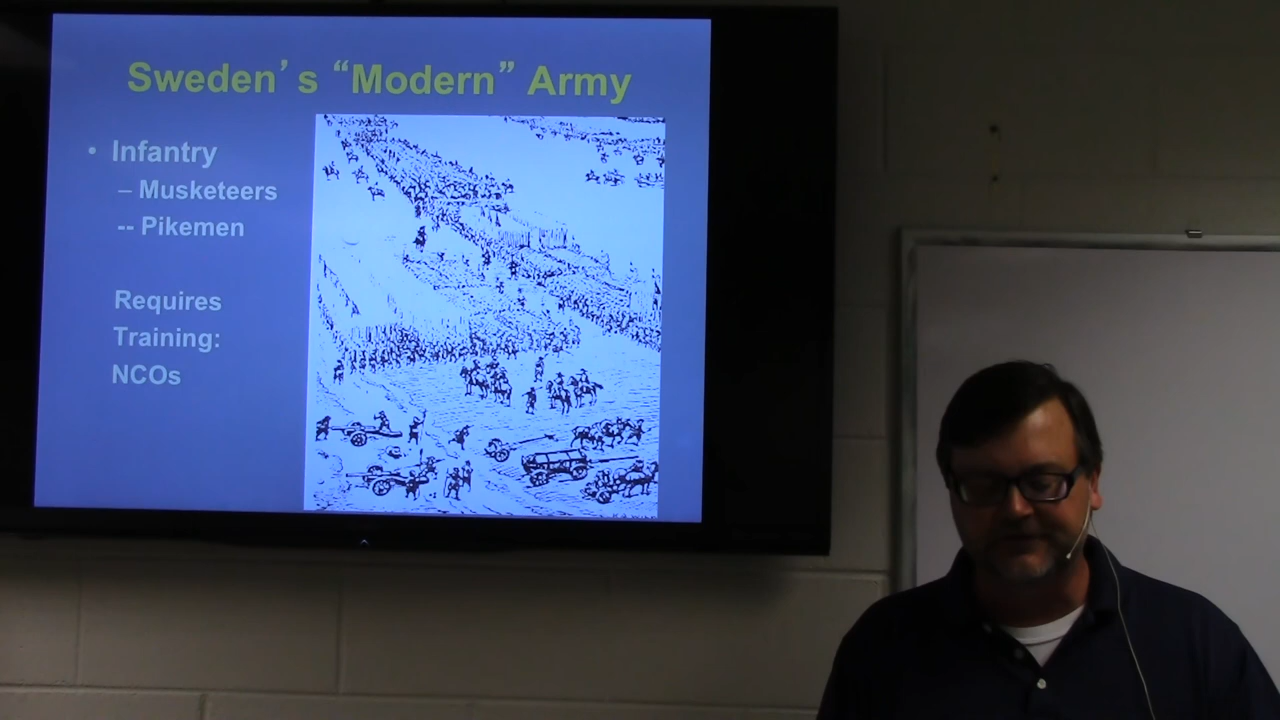 Sweden’s “Modern” Army
• Infantry
– Musketeers
-- Pikemen
Requires
Training:
NCOs